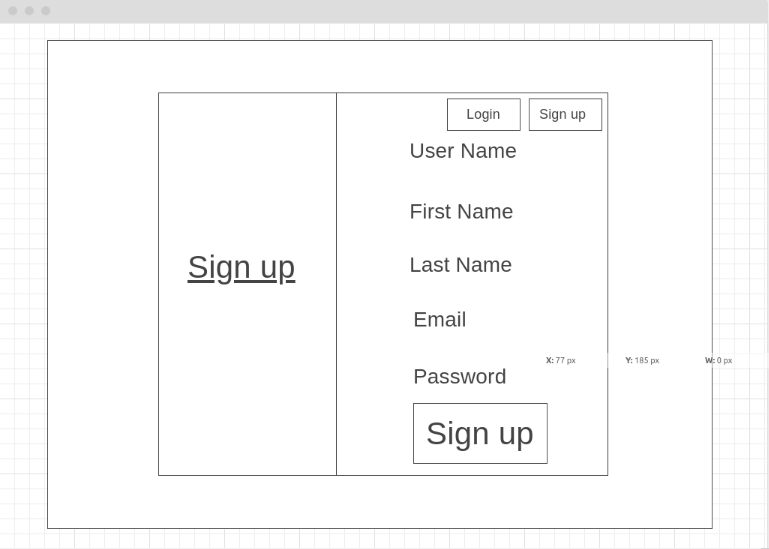 Login
Sign up
User Name
First Name
Sign up
Last Name
Email
X: 77 px
Y: 185 px
W: 0 px
Password
Sign up